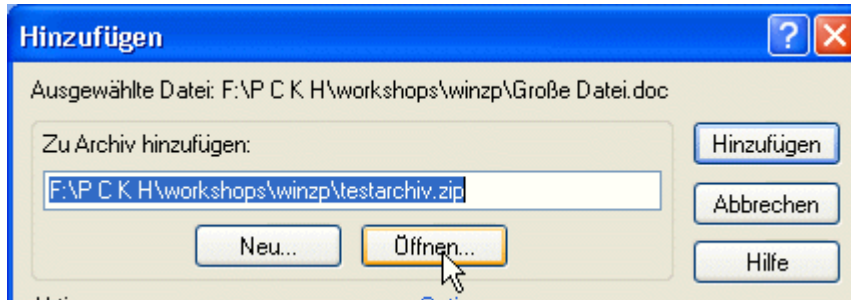 Hinzufügen
Ausgewählte Datei: F:\P C K H\workshops\winzp\Große Datei.doc
Zu Archiv hinzufügen:
Hinzufügen
F:\P C K H\workshops\winzp\testarchiv.zip
Abbrechen
Neu... Öffnen...
Hilfe